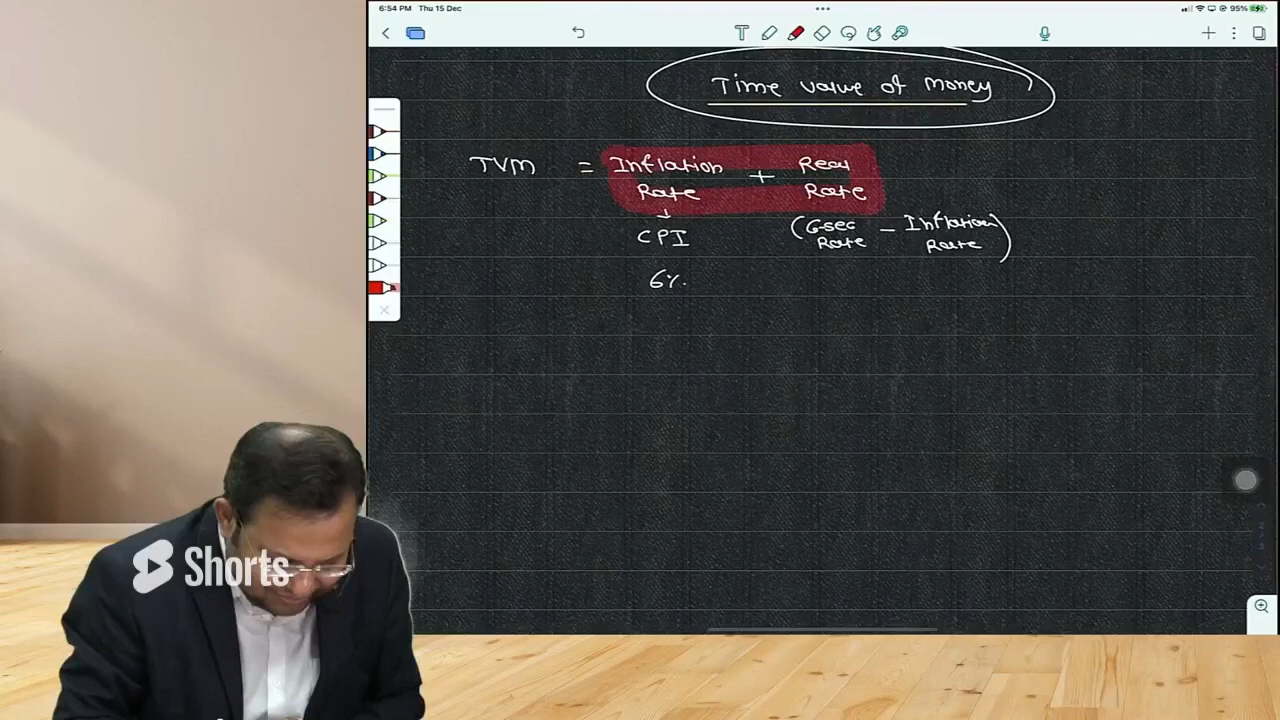 6:54 PM Thu 15 Dec
95%
T
Time value of money
TVM = Inflation Rate + Real Rate
CPI
(G-sec Rate - Inflation Rate)
6%.
Shorts